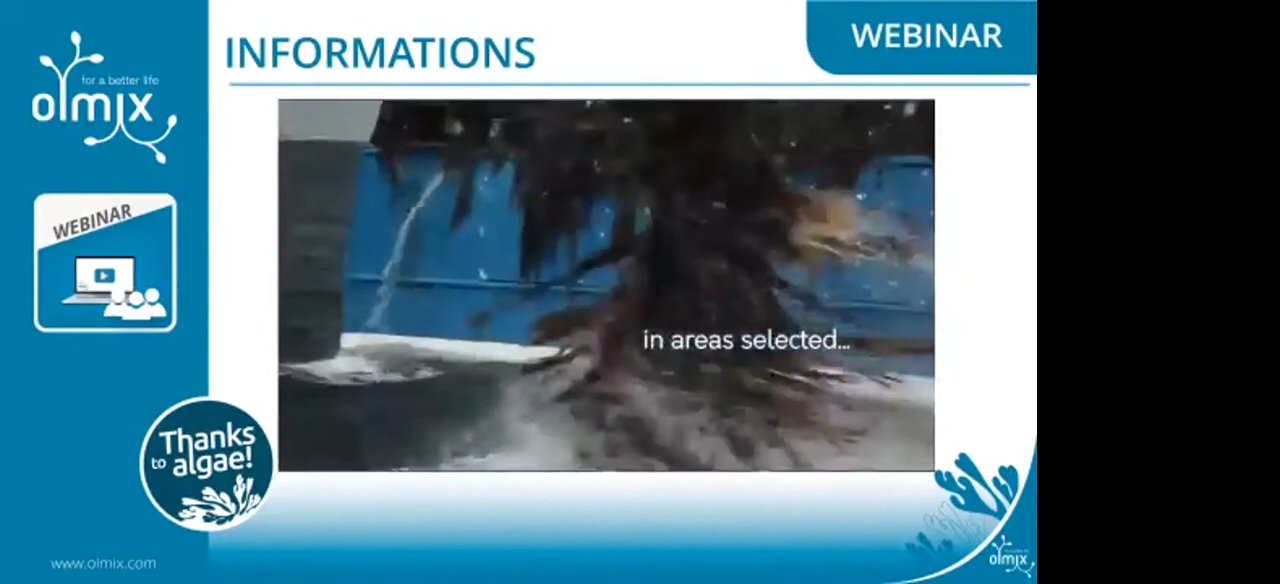 INFORMATIONS
WEBINAR
for a better life
olmix
WEBINAR
in areas selected...
Thanks
to algae!
www.olmix.com
olmix